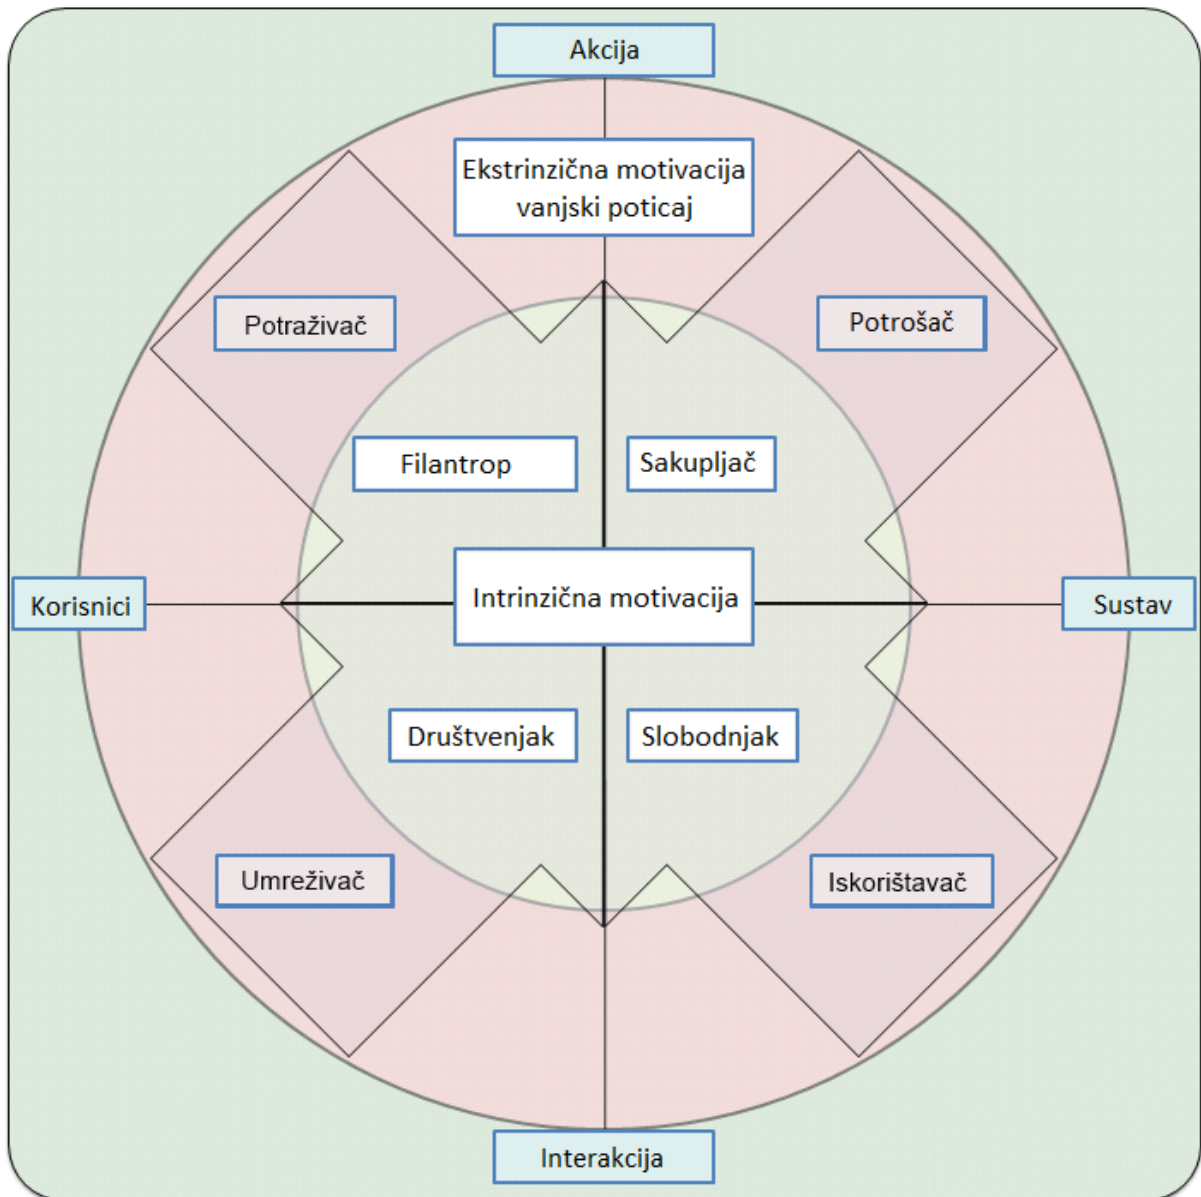 Akcija
Ekstrinzična motivacija
vanjski poticaj
Potraživač
Potrošač
Filantrop
Sakupljač
Korisnici
Intrinzična motivacija
Sustav
Društvenjak
Slobodnjak
Umreživač
Iskorištavač
Interakcija